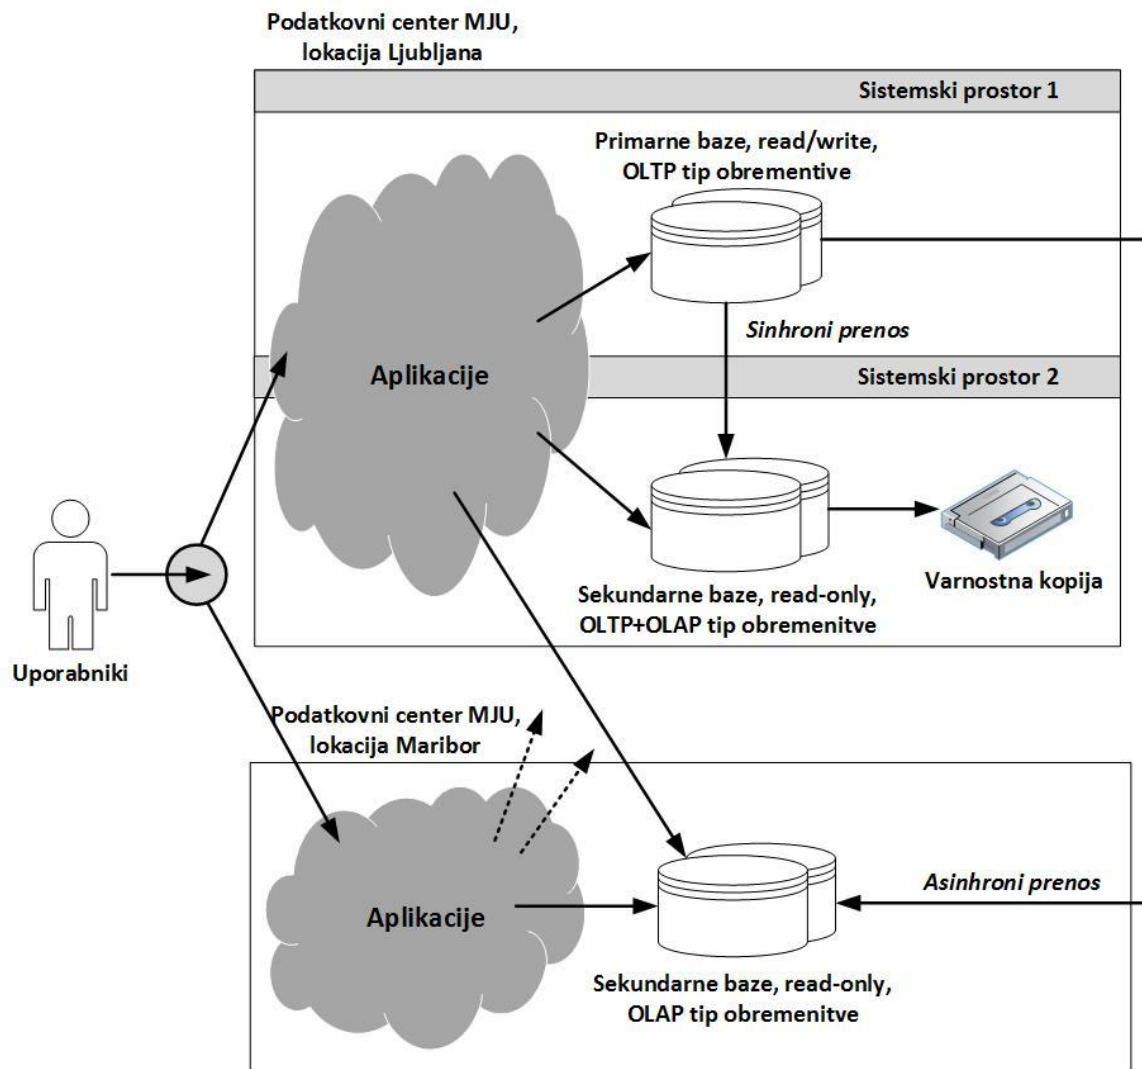 Podatkovni center MJU,
lokacija Ljubljana
Sistemski prostor 1
Primarne baze, read/write,
OLTP tip obrementive
Sinhroni prenos
Aplikacije
Sistemski prostor 2
Varnostna kopija
Sekundarne baze, read-only,
OLTP+OLAP tip obremenitve
Uporabniki
Podatkovni center MJU,
lokacija Maribor
Asinhroni prenos
Aplikacije
Sekundarne baze, read-only,
OLAP tip obremenitve